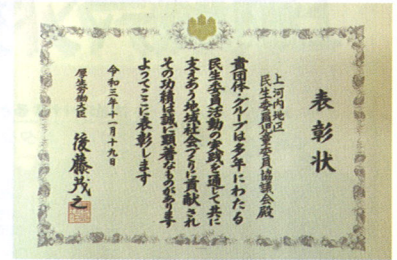 表彰状
上河内地区
民生委員児童委員協議会殿
貴団体・グループは多年にわたる
民生委員活動の実践を通じて共に
支えあう地域社会づくりに貢献され
その功績は誠に顕著なものがあります
よってここに表彰します
令和三年十一月十九日
厚生労働大臣 後藤茂之